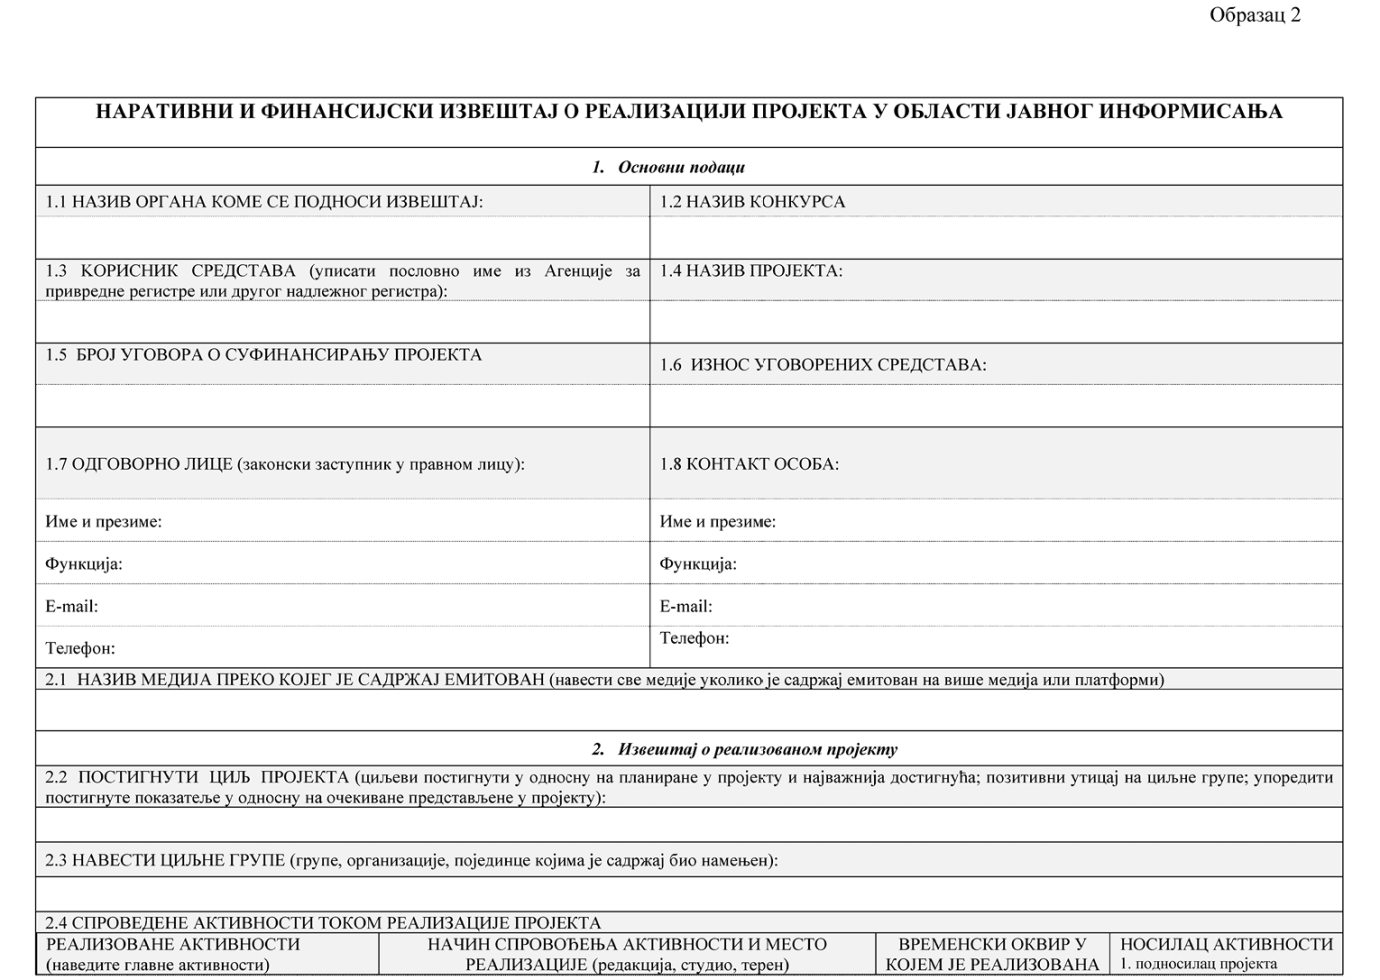 Образац 2
НАРАТИВНИ И ФИНАНСИЈСКИ ИЗВЕШТАЈ О РЕАЛИЗАЦИЈИ ПРОЈЕКТА У ОБЛАСТИ ЈАВНОГ ИНФОРМИСАЊА
1. Основни подаци
1.1 НАЗИВ ОРГАНА КОМЕ СЕ ПОДНОСИ ИЗВЕШТАЈ:
1.2 НАЗИВ КОНКУРСА
1.3 КОРИСНИК СРЕДСТАВА (уписати пословно име из Агенције за
привредне регистре или другог надлежног регистра):
1.4 НАЗИВ ПРОЈЕКТА:
1.5 БРОЈ УГОВОРА О СУФИНАНСИРАЊУ ПРОЈЕКТА
1.6 ИЗНОС УГОВОРЕНИХ СРЕДСТАВА:
1.7 ОДГОВОРНО ЛИЦЕ (законски заступник у правном лицу):
1.8 КОНТАКТ ОСОБА:
Име и презиме:
Име и презиме:
Функција:
Функција:
E-mail:
E-mail:
Телефон:
Телефон:
2.1 НАЗИВ МЕДИЈА ПРЕКО КОЈЕГ ЈЕ САДРЖАЈ ЕМИТОВАН (навести све медије уколико је садржај емитован на више медија или платформи)
2. Извештај о реализованом пројекту
2.2 ПОСТИГНУТИ ЦИЉ ПРОЈЕКТА (циљеви постигнути у односну на планиране у пројекту и најважнија достигнућа; позитивни утицај на циљне групе; упоредити
постигнуте показатеље у односну на очекиване представљене у пројекту):
2.3 НАВЕСТИ ЦИЉНЕ ГРУПЕ (групе, организације, појединце којима је садржај био намењен):
2.4 СПРОВЕДЕНЕ АКТИВНОСТИ ТОКОМ РЕАЛИЗАЦИЈЕ ПРОЈЕКТА
РЕАЛИЗОВАНЕ АКТИВНОСТИ
(наведите главне активности)
НАЧИН СПРОВОЂЕЊА АКТИВНОСТИ И МЕСТО
РЕАЛИЗАЦИЈЕ (редакција, студио, терен)
ВРЕМЕНСКИ ОКВИР У
КОЈЕМ ЈЕ РЕАЛИЗОВАНА
НОСИЛАЦ АКТИВНОСТИ
1. подносилац пројекта